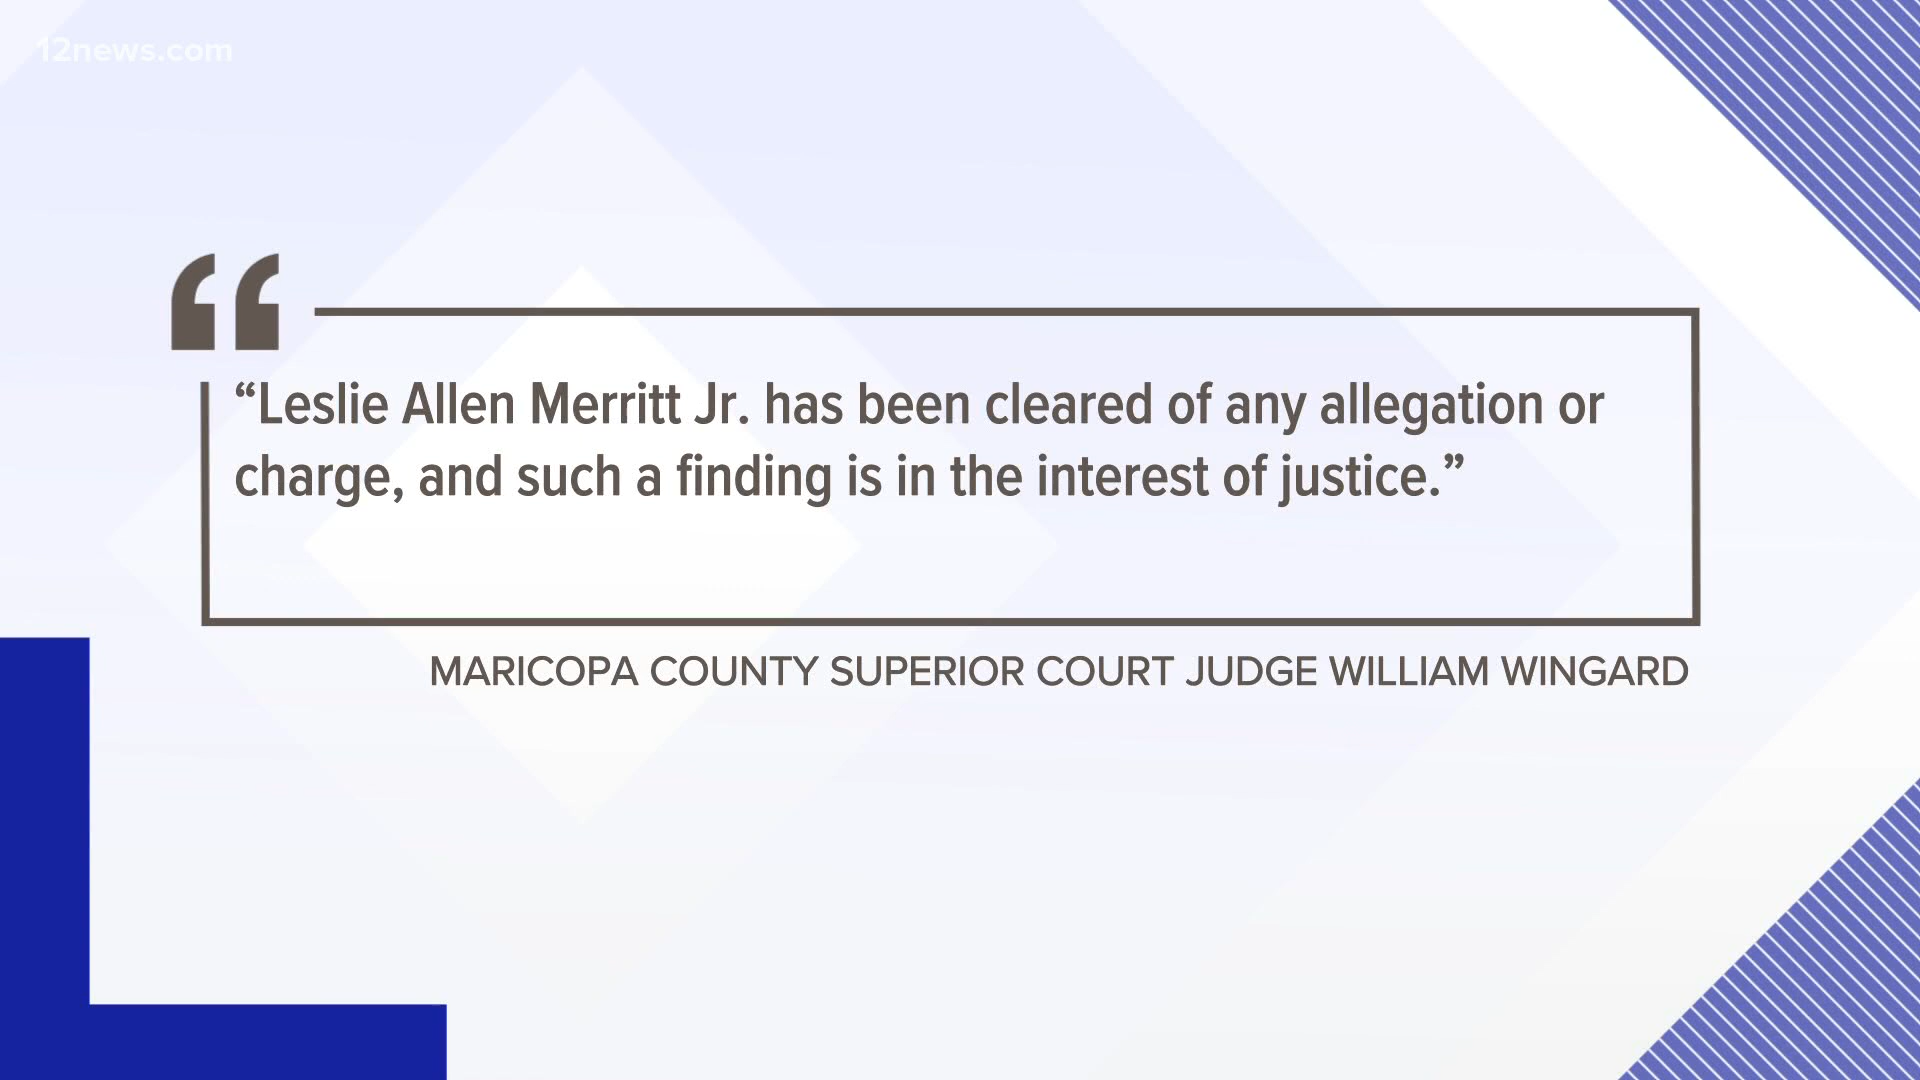 12news.com
“Leslie Allen Merritt Jr. has been cleared of any allegation or
charge, and such a finding is in the interest of justice.”
MARICOPA COUNTY SUPERIOR COURT JUDGE WILLIAM WINGARD